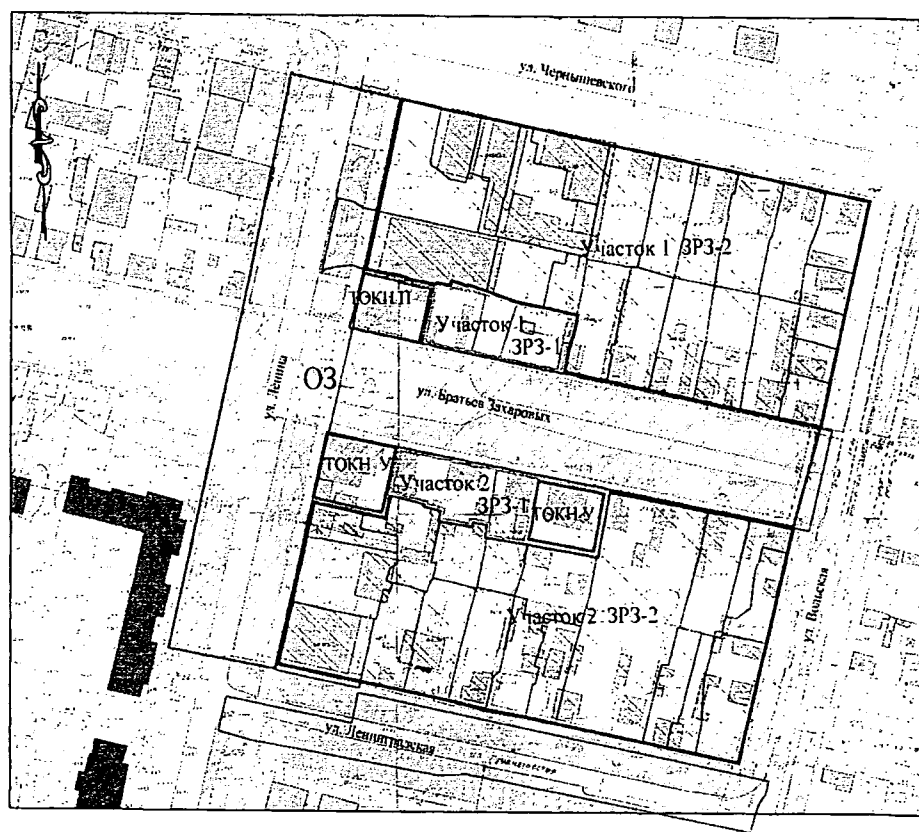 ул. Чернышевского
Участок 1 ЗРЗ-2
ТОКН-П
Участок 1
ЗРЗ-1
ОЗ
ул. Ленина
ул. Братьев Захаровых
ТОКН-У
Участок 2
ЗРЗ-1
ТОКН-У
Участок 2 ЗРЗ-2
ул. Вольская
ул. Ленинградская